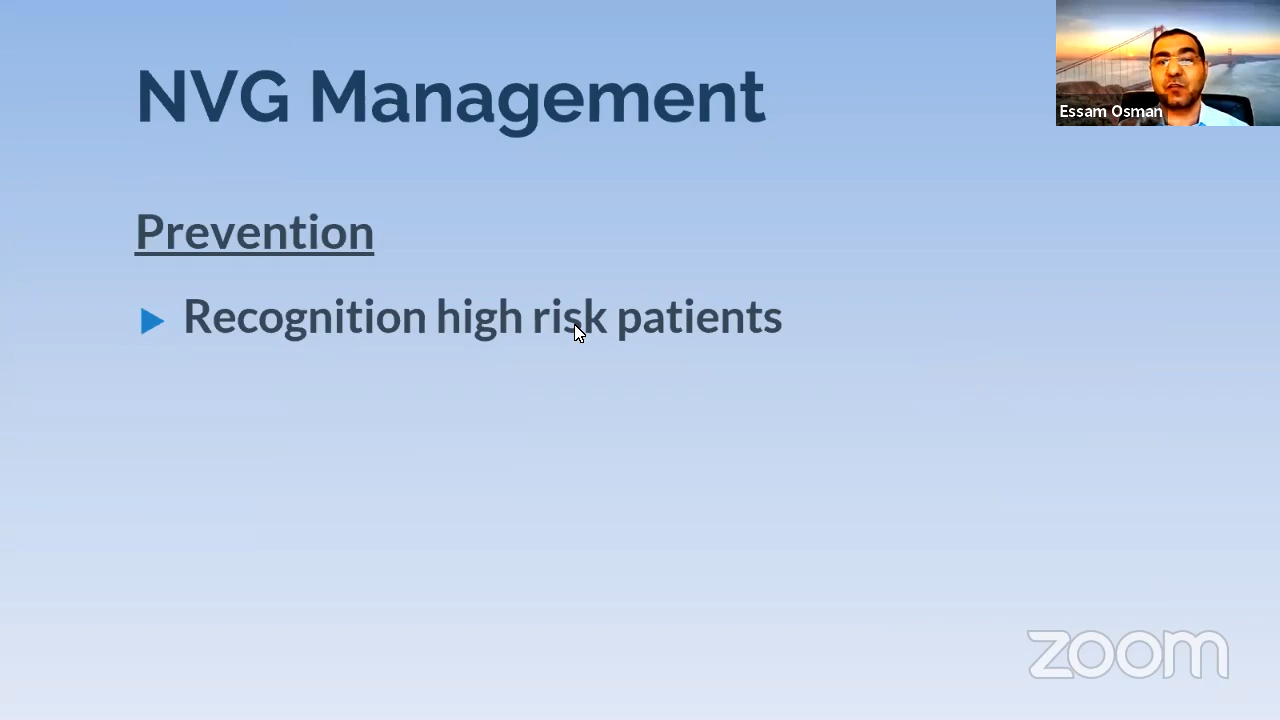 NVG Management
Essam Osman
Prevention
Recognition high risk patients
zoom